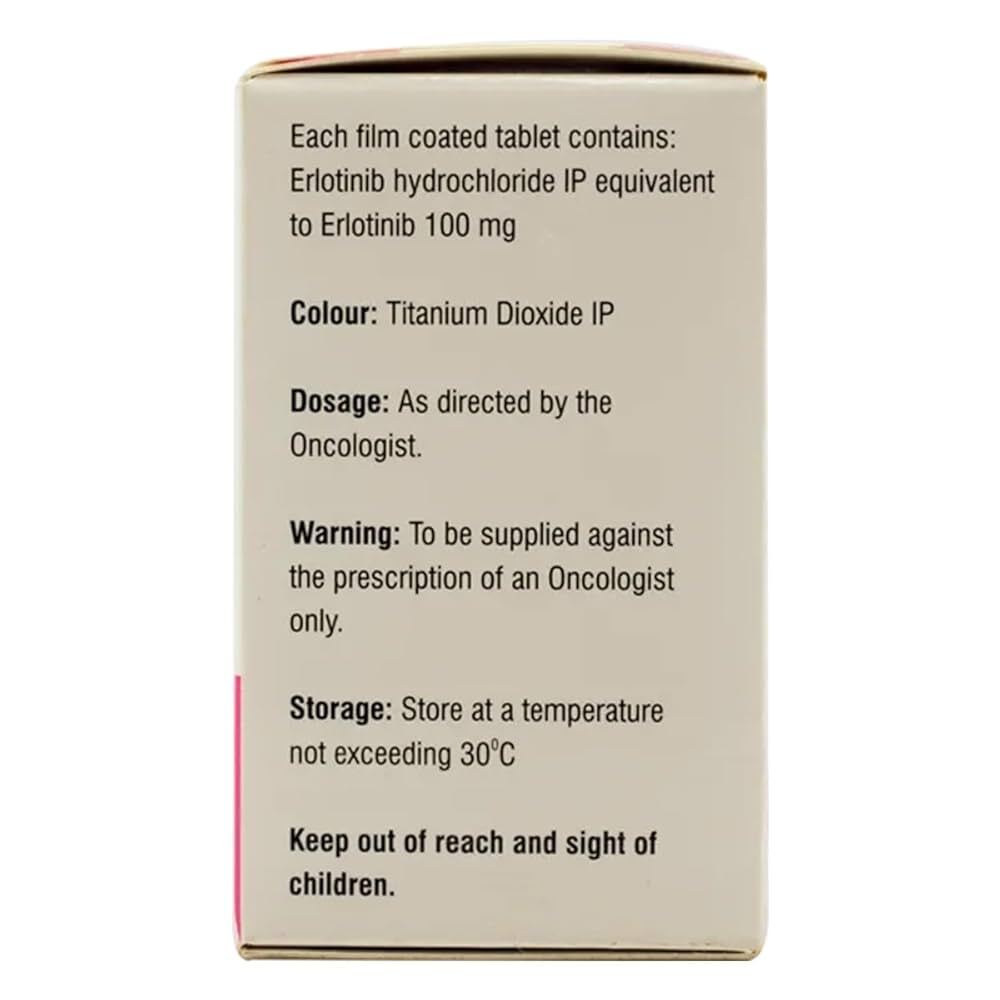 Each film coated tablet contains:
Erlotinib hydrochloride IP equivalent
to Erlotinib 100 mg
Colour: Titanium Dioxide IP
Dosage: As directed by the
Oncologist.
Warning: To be supplied against
the prescription of an Oncologist
only.
Storage: Store at a temperature
not exceeding 30⁰C
Keep out of reach and sight of
children.